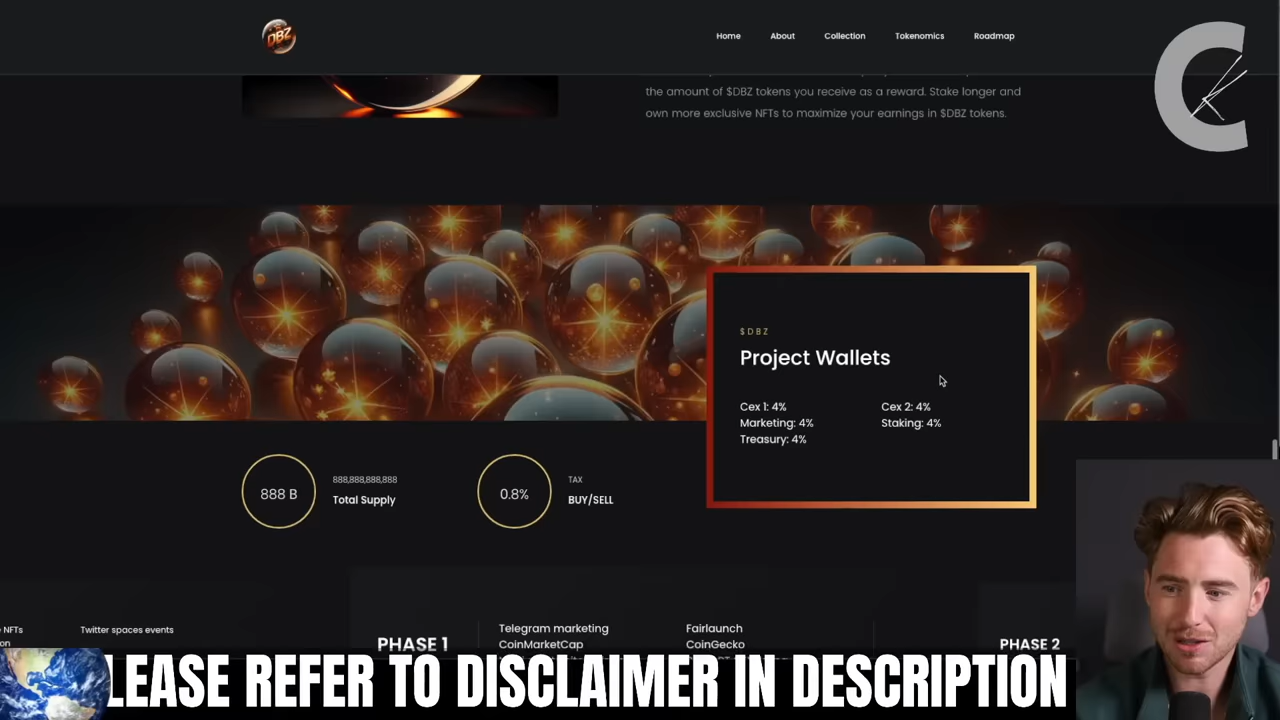 DBZ
Home About Collection Tokenomics Roadmap
the amount of $DBZ tokens you receive as a reward. Stake longer and
own more exclusive NFTs to maximize your earnings in $DBZ tokens.
$DBZ
Project Wallets
Cex 1: 4% Cex 2: 4%
Marketing: 4% Staking: 4%
Treasury: 4%
888 B
888,888,888,888
Total Supply
0.8%
TAX
BUY/SELL
NFTs
Twitter spaces events
PHASE 1
Telegram marketing
CoinMarketCap
Fairlaunch
CoinGecko
PHASE 2
LEASE REFER TO DISCLAIMER IN DESCRIPTION